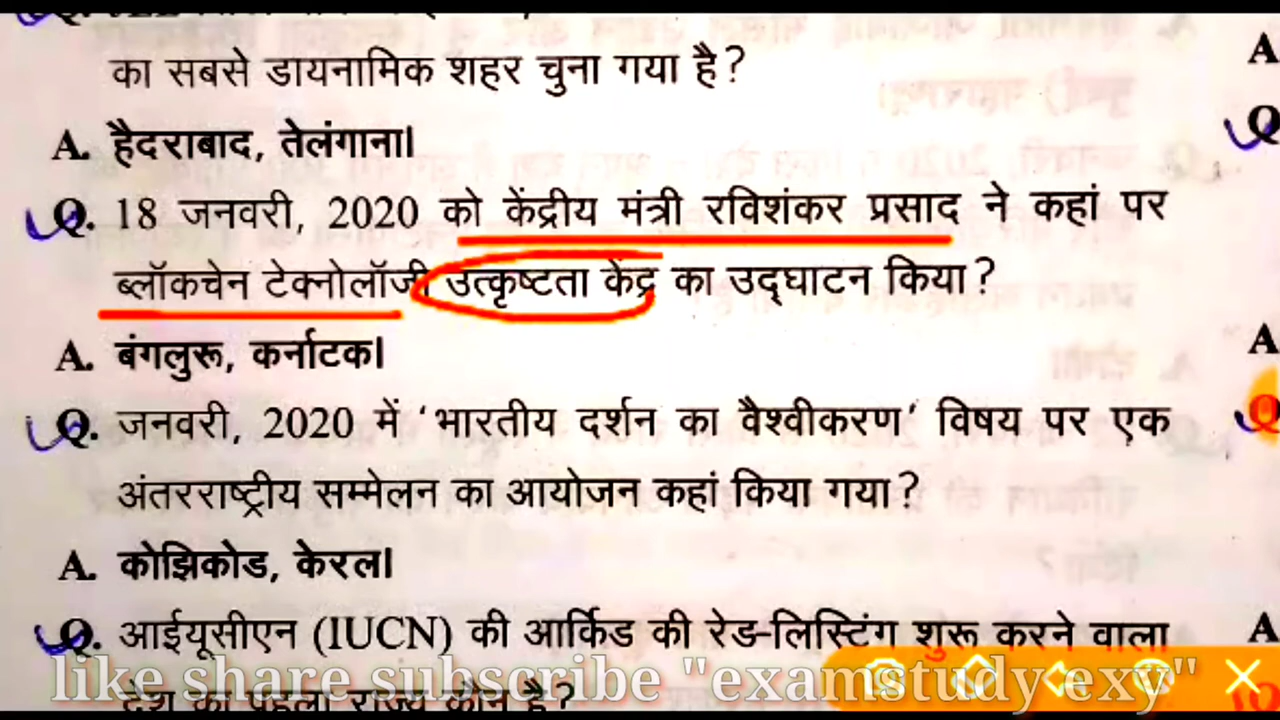 का सबसे डायनामिक शहर चुना गया है?
A. हैदराबाद, तेलंगाना।
Q. 18 जनवरी, 2020 को केंद्रीय मंत्री रविशंकर प्रसाद ने कहां पर
ब्लॉकचेन टेक्नोलॉजी उत्कृष्टता केंद्र का उद्घाटन किया?
A. बंगलुरू, कर्नाटक।
Q. जनवरी, 2020 में 'भारतीय दर्शन का वैश्वीकरण' विषय पर एक
अंतरराष्ट्रीय सम्मेलन का आयोजन कहां किया गया?
A. कोझिकोड, केरल।
Q. आईयूसीएन (IUCN) की आर्किड की रेड-लिस्टिंग शुरू करने वाला
देश का पहला राज्य कौन है?
like share subscribe "examstudy exy"
A
Q
A
Q
A